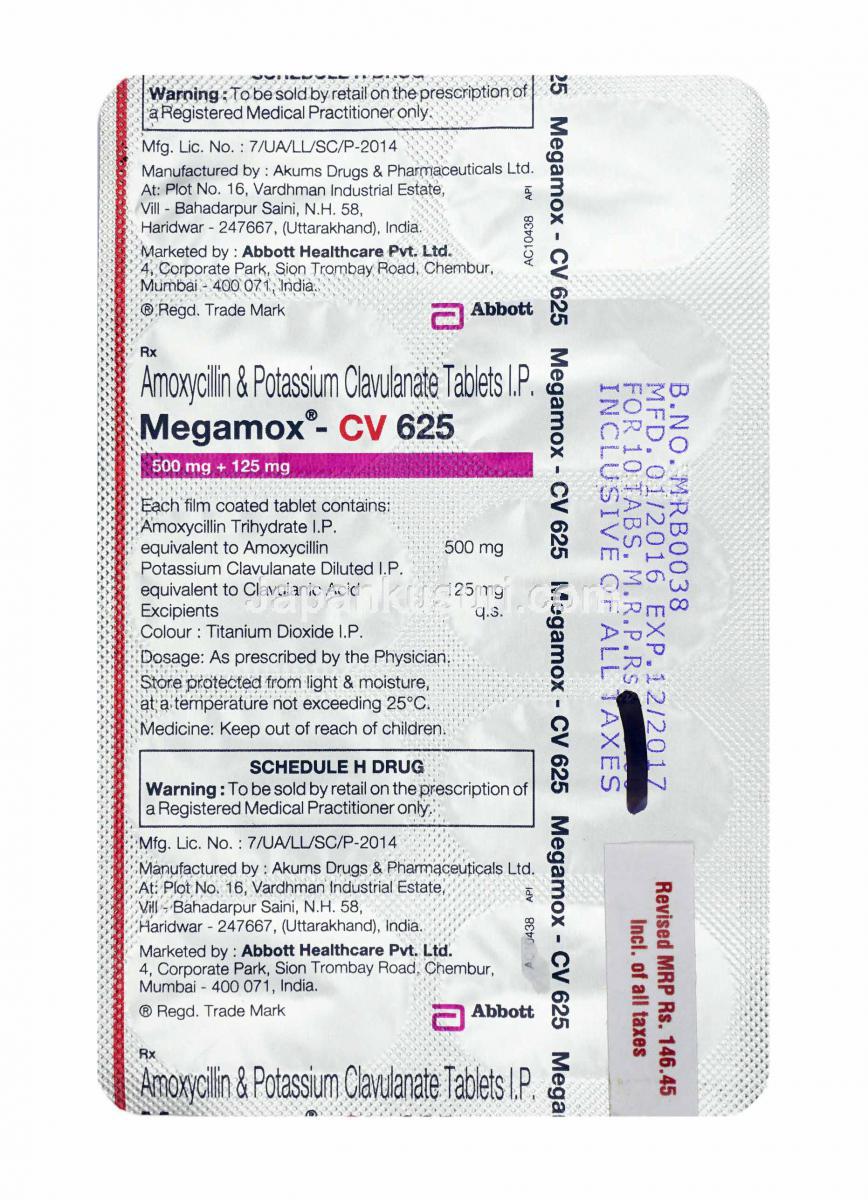 SCHEDULE H DRUG
Warning : To be sold by retail on the prescription of
a Registered Medical Practitioner only.
Mfg. Lic. No. : 7/UA/LL/SC/P-2014
Manufactured by : Akums Drugs & Pharmaceuticals Ltd.
At: Plot No. 16, Vardhman Industrial Estate,
Vill - Bahadarpur Saini, N.H. 58,
Haridwar - 247667, (Uttarakhand), India.
Marketed by : Abbott Healthcare Pvt. Ltd.
4, Corporate Park, Sion Trombay Road, Chembur,
Mumbai - 400 071, India.
® Regd. Trade Mark
Abbott
AC10438 API
Rx
Amoxycillin & Potassium Clavulanate Tablets I.P.
Megamox®- CV 625
500 mg + 125 mg
Each film coated tablet contains:
Amoxycillin Trihydrate I.P.
equivalent to Amoxycillin 500 mg
Potassium Clavulanate Diluted I.P.
equivalent to Clavulanic Acid 125 mg
Excipients q.s.
Colour : Titanium Dioxide I.P.
Dosage: As prescribed by the Physician.
Store protected from light & moisture,
at a temperature not exceeding 25°C.
Medicine: Keep out of reach of children.
SCHEDULE H DRUG
Warning : To be sold by retail on the prescription of
a Registered Medical Practitioner only.
Mfg. Lic. No. : 7/UA/LL/SC/P-2014
Manufactured by : Akums Drugs & Pharmaceuticals Ltd.
At: Plot No. 16, Vardhman Industrial Estate,
Vill - Bahadarpur Saini, N.H. 58,
Haridwar - 247667, (Uttarakhand), India.
Marketed by : Abbott Healthcare Pvt. Ltd.
4, Corporate Park, Sion Trombay Road, Chembur,
Mumbai - 400 071, India.
® Regd. Trade Mark
Abbott
0438 API
Rx
Amoxycillin & Potassium Clavulanate Tablets I.P.
25 Megamox - CV 625 Megamox - CV 625 Megamox - CV 625 Megamox - CV 625 Mega
B.NO. MRB0038
MFD. 01/2016 EXP. 12/2017
FOR 10 TABS. M.R.P. Rs
INCLUSIVE OF ALL TAXES
Revised MRP Rs. 146.45
Incl. of all taxes
Japankusuri.com